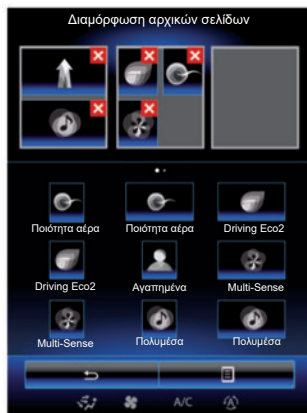 Διαμόρφωση αρχικών σελίδων
Ποιότητα αέρα Ποιότητα αέρα Driving Eco2
Driving Eco2 Αγαπημένα Multi-Sense
Multi-Sense Πολυμέσα Πολυμέσα
A/C A